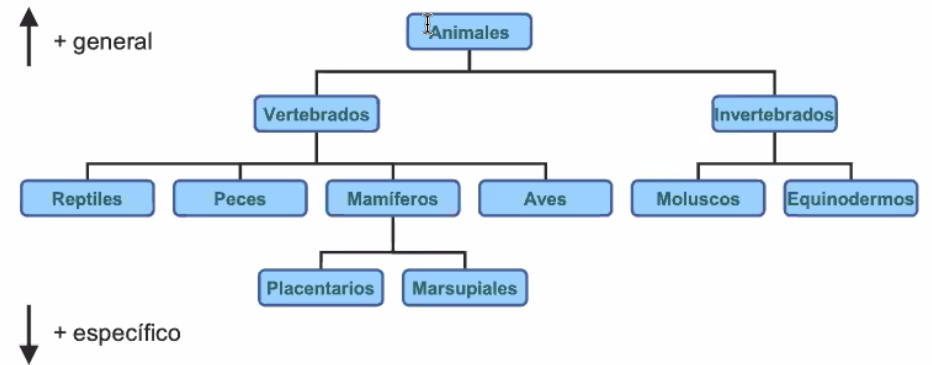 + general
Animales
Vertebrados
Invertebrados
Reptiles
Peces
Mamíferos
Aves
Moluscos
Equinodermos
Placentarios
Marsupiales
+ específico